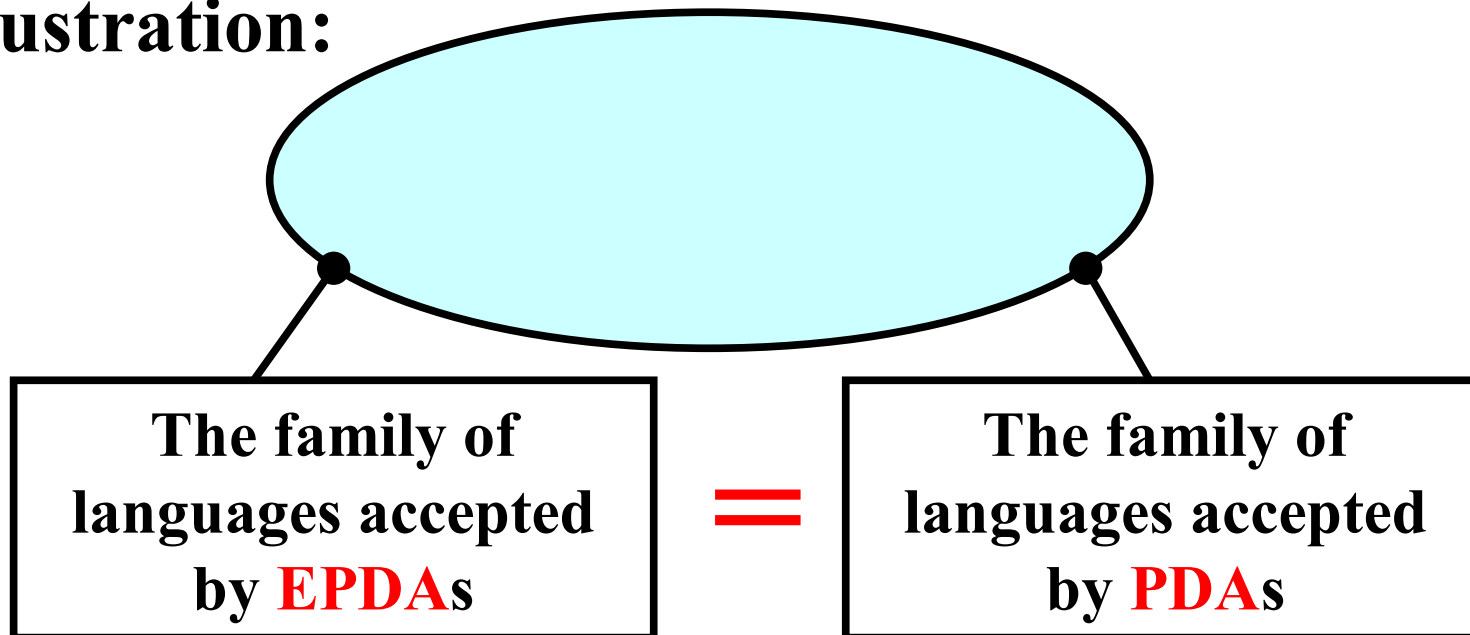 ustration:
The family of
languages accepted
by EPDAs
=
The family of
languages accepted
by PDAs